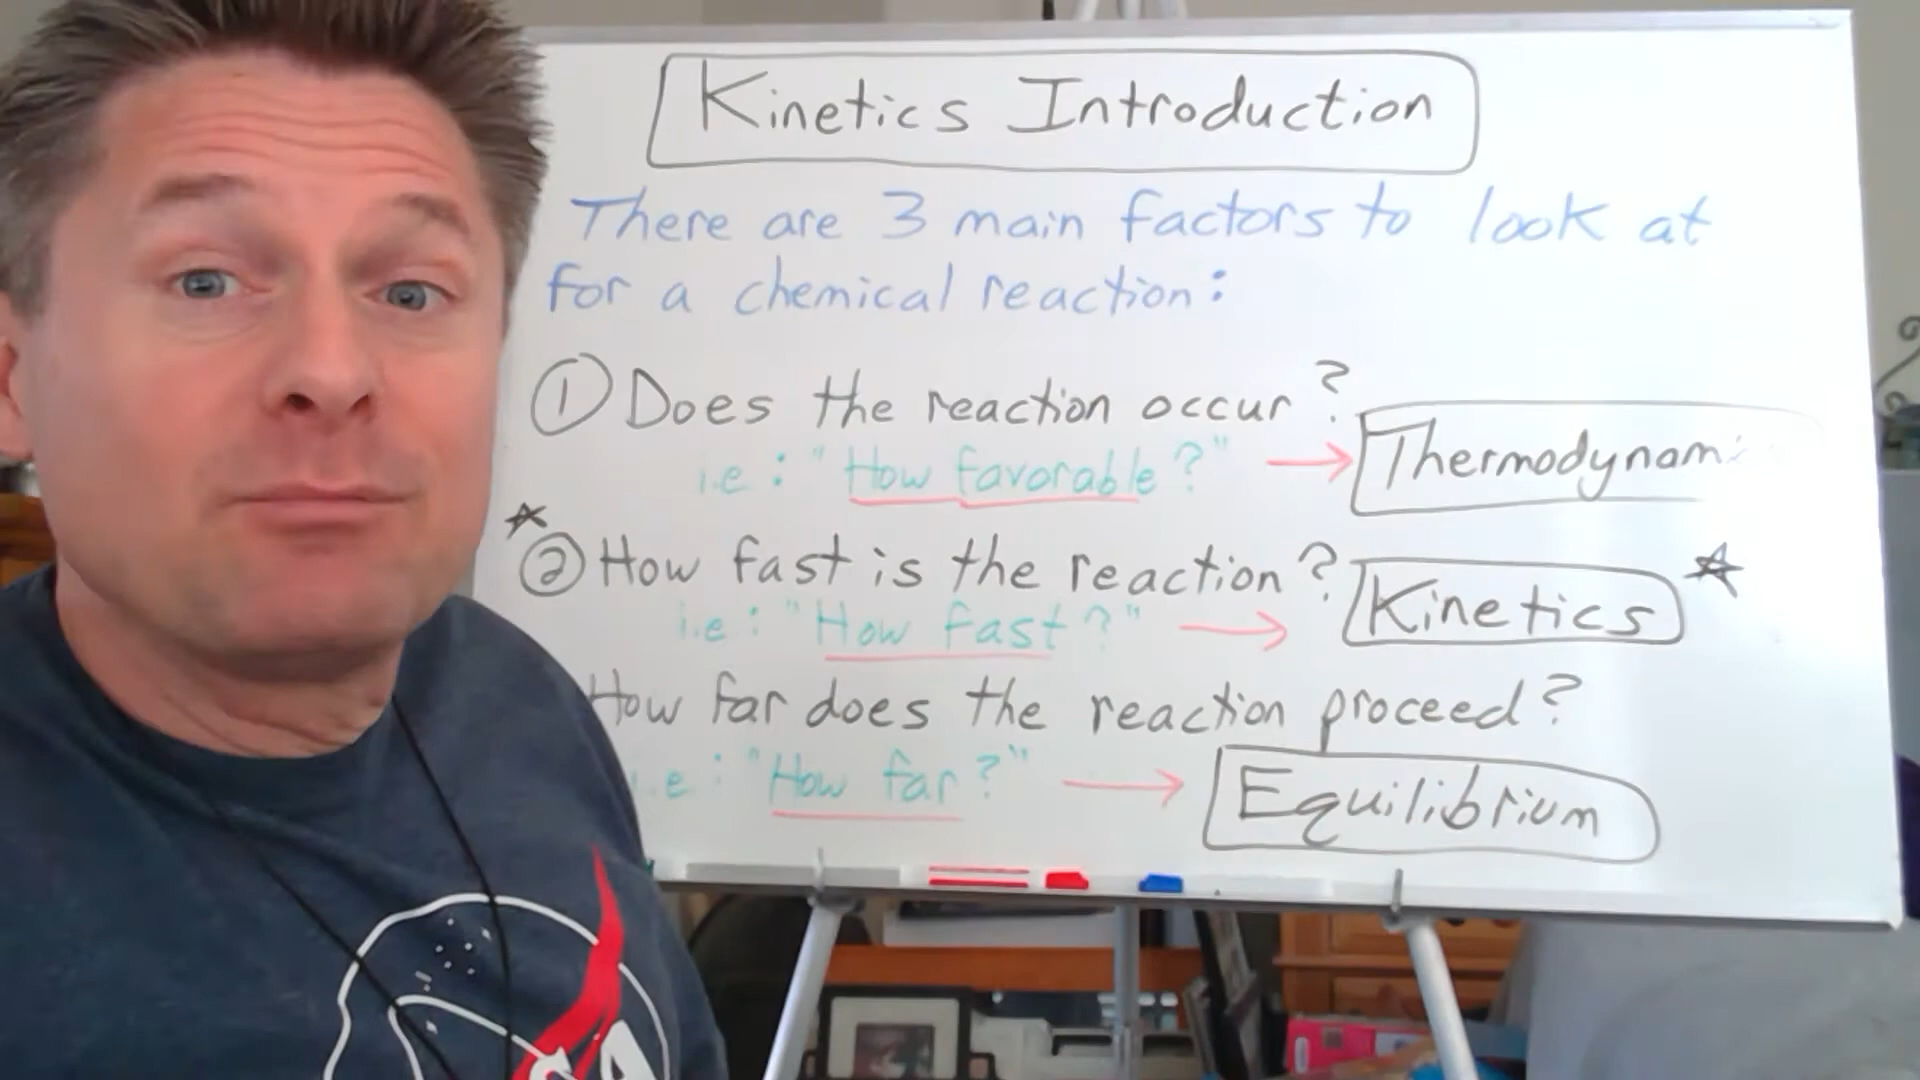 Kinetics Introduction
There are 3 main factors to look at
for a chemical reaction:
① Does the reaction occur?
i.e: "How favorable?" → Thermodynam
② How fast is the reaction?
i.e: "How fast?" → Kinetics
How far does the reaction proceed?
i.e: "How far?" → Equilibrium